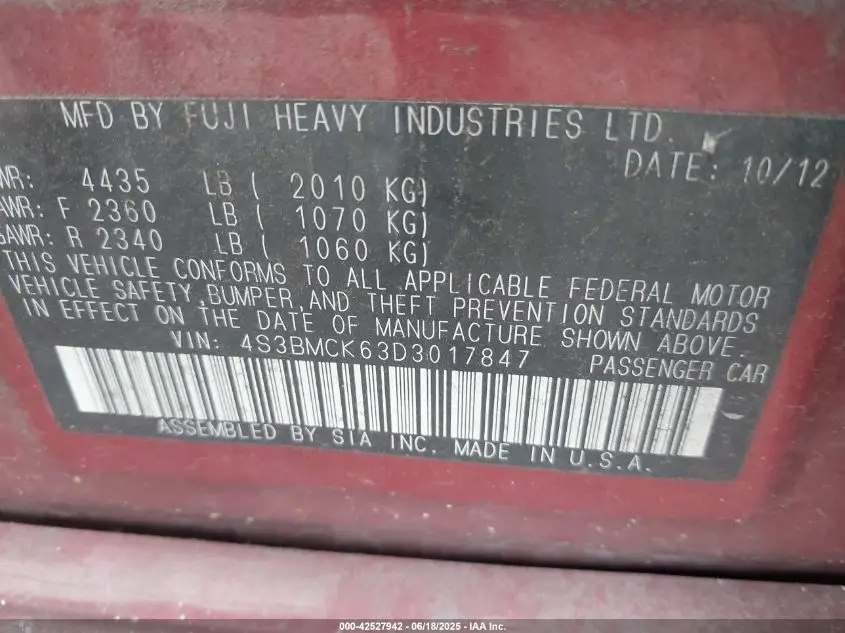 MFD BY FUJI HEAVY INDUSTRIES LTD.
DATE: 10/12
WR: 4435 LB ( 2010 KG)
AWR: F 2360 LB ( 1070 KG)
GAWR: R 2340 LB ( 1060 KG)
THIS VEHICLE CONFORMS TO ALL APPLICABLE FEDERAL MOTOR
VEHICLE SAFETY,BUMPER,AND THEFT PREVENTION STANDARDS
IN EFFECT ON THE DATE OF MANUFACTURE SHOWN ABOVE.
VIN: 4S3BMCK63D3017847 PASSENGER CAR
ASSEMBLED BY SIA INC. MADE IN U.S.A.
000-42527942 - 06/18/2025 - IAA Inc.